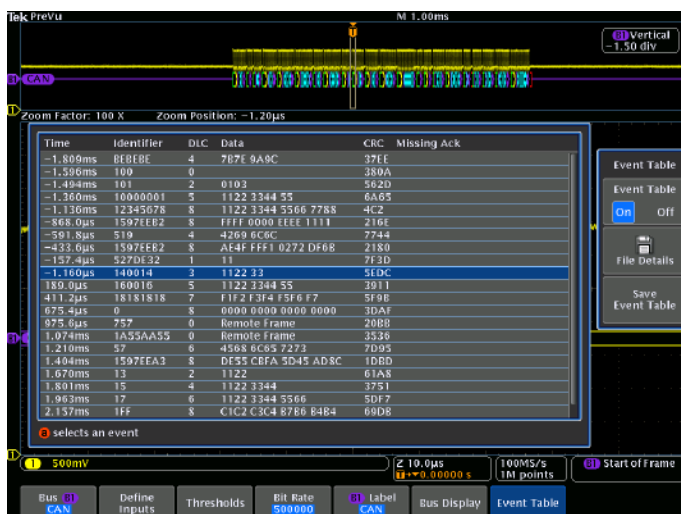 Tek PreVu M 1.00ms
B1 Vertical
−1.50 div
B1 CAN
Zoom Factor: 100 X Zoom Position: −1.20µs
Time Identifier DLC Data CRC Missing Ack
−1.809ms BEBEBE 4 7B7E 9A9C 37EE
−1.596ms 100 0 380A
−1.494ms 101 2 0103 562D
−1.360ms 10000001 5 1122 3344 55 6A65
−1.136ms 12345678 8 1122 3344 5566 7788 4C2
−868.0µs 1597EEB2 8 FFFF 0000 EEEE 1111 216E
−591.8µs 519 4 4269 6C6C 7744
−433.6µs 1597EEB2 8 AE4F FFF1 0272 DF6B 2180
−157.4µs 527DE32 1 11 7F3D
−1.160µs 140014 3 1122 33 5EDC
189.0µs 160016 5 1122 3344 55 3911
411.2µs 18181818 7 F1F2 F3F4 F5F6 F7 5F9B
675.4µs 0 8 0000 0000 0000 0000 3DAF
975.6µs 757 0 Remote Frame 20BB
1.074ms 1A55AA55 0 Remote Frame 3536
1.210ms 57 6 4568 6C65 7273 7D95
1.404ms 1597EEA3 8 DE55 CBFA 5D45 AD8C 1DBD
1.670ms 13 2 1122 61A8
1.801ms 15 4 1122 3344 3751
1.963ms 17 6 1122 3344 5566 5DF7
2.157ms 1FF 8 C1C2 C3C4 B7B6 B4B4 69DB
a selects an event
Event Table
Event Table
On Off
File Details
Save
Event Table
1 500mV
Z 10.0µs
T→▼0.00000 s
100MS/s
1M points
B1 Start of Frame
Bus B1
CAN
Define
Inputs
Thresholds
Bit Rate
500000
B1 Label
CAN
Bus Display
Event Table